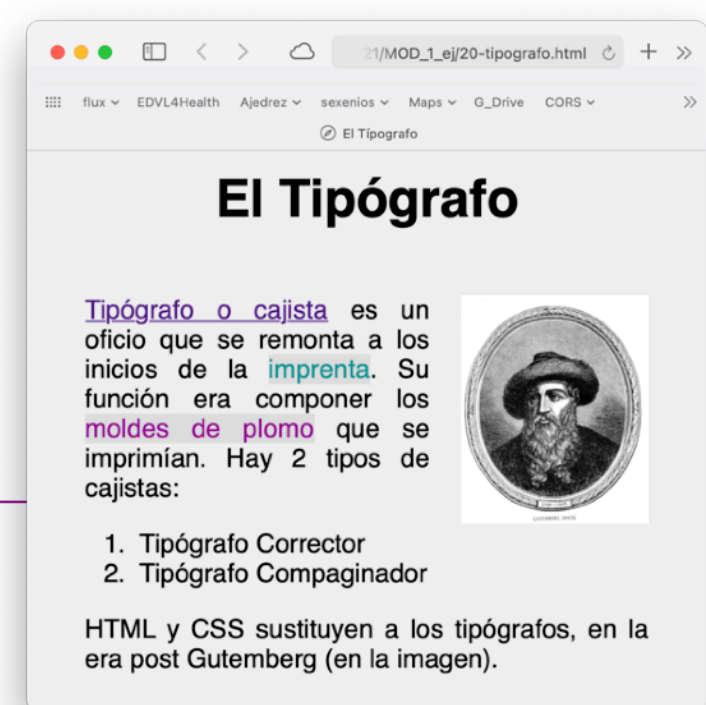 21/MOD_1_ej/20-tipografo.html
flux EDVL4Health Ajedrez sexenios Maps G_Drive CORS
El Típografo
El Tipógrafo
Tipógrafo o cajista es un
oficio que se remonta a los
inicios de la imprenta. Su
función era componer los
moldes de plomo que se
imprimían. Hay 2 tipos de
cajistas:
1. Tipógrafo Corrector
2. Tipógrafo Compaginador
HTML y CSS sustituyen a los tipógrafos, en la
era post Gutemberg (en la imagen).